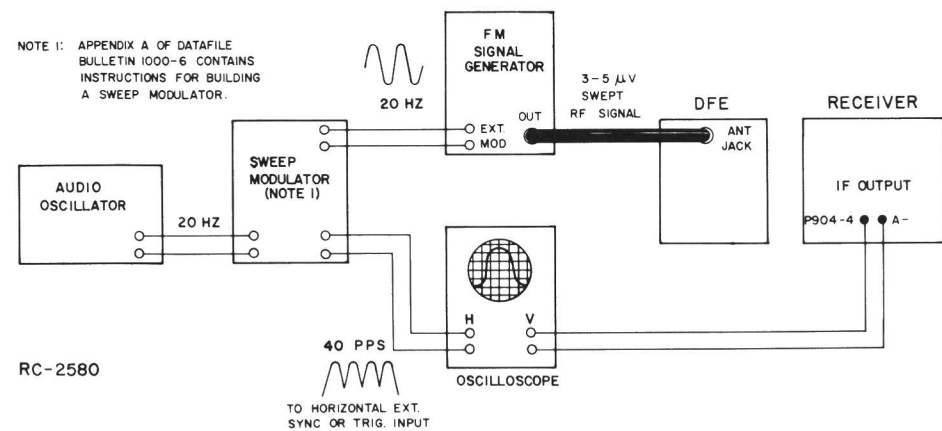 NOTE 1: APPENDIX A OF DATAFILE
BULLETIN 1000-6 CONTAINS
INSTRUCTIONS FOR BUILDING
A SWEEP MODULATOR.
20 HZ
FM
SIGNAL
GENERATOR
EXT.
MOD
OUT
3-5 μV
SWEPT
RF SIGNAL
DFE
ANT
JACK
RECEIVER
IF OUTPUT
P904-4
A-
AUDIO
OSCILLATOR
20 HZ
SWEEP
MODULATOR
(NOTE 1)
H
V
OSCILLOSCOPE
40 PPS
TO HORIZONTAL EXT.
SYNC OR TRIG. INPUT
RC-2580